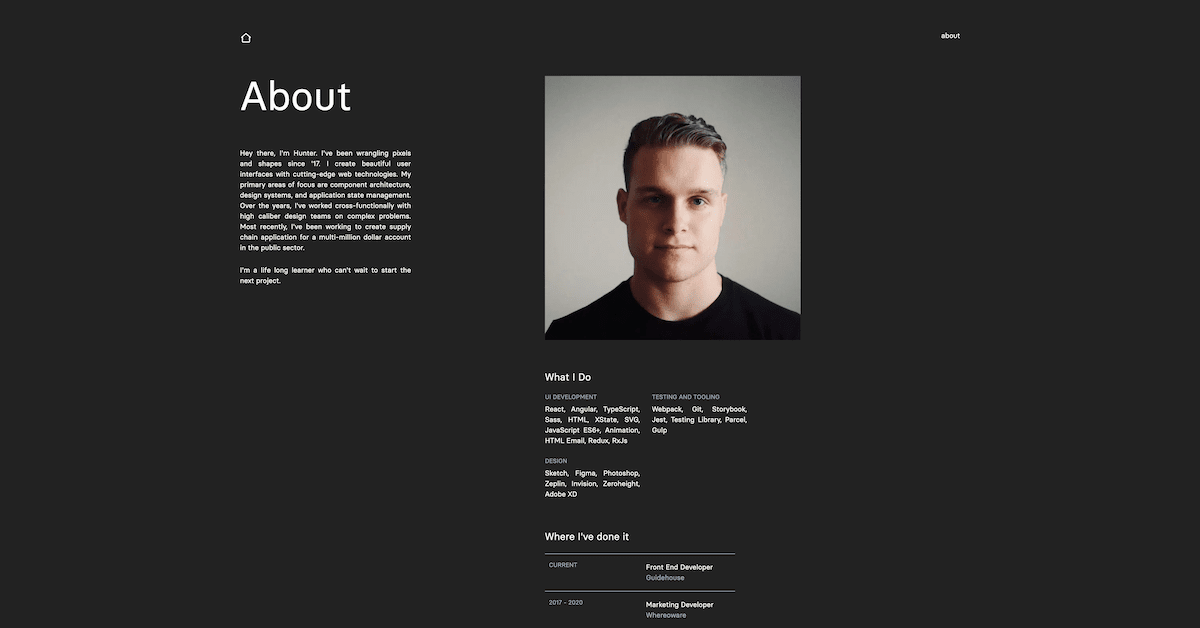 about
About
Hey there, I'm Hunter. I've been wrangling pixels
and shapes since '17. I create beautiful user
interfaces with cutting-edge web technologies. My
primary areas of focus are component architecture,
design systems, and application state management.
Over the years, I've worked cross-functionally with
high caliber design teams on complex problems.
Most recently, I've been working to create supply
chain application for a multi-million dollar account
in the public sector.
I'm a life long learner who can't wait to start the
next project.
What I Do
UI DEVELOPMENT
React, Angular, TypeScript,
Sass, HTML, XState, SVG,
JavaScript ES6+, Animation,
HTML Email, Redux, RxJs
TESTING AND TOOLING
Webpack, Git, Storybook,
Jest, Testing Library, Parcel,
Gulp
DESIGN
Sketch, Figma, Photoshop,
Zeplin, Invision, Zeroheight,
Adobe XD
Where I've done it
CURRENT
Front End Developer
Guidehouse
2017 - 2020
Marketing Developer
Whereoware